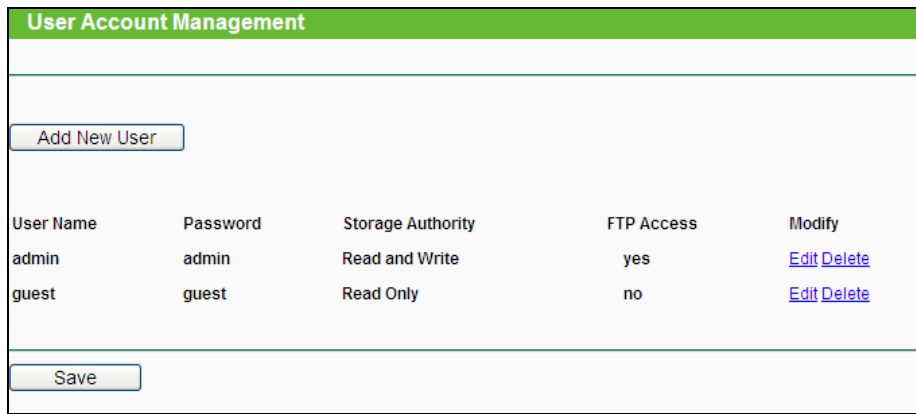 User Account Management
Add New User
User Name Password Storage Authority FTP Access Modify
admin admin Read and Write yes Edit Delete
guest guest Read Only no Edit Delete
Save